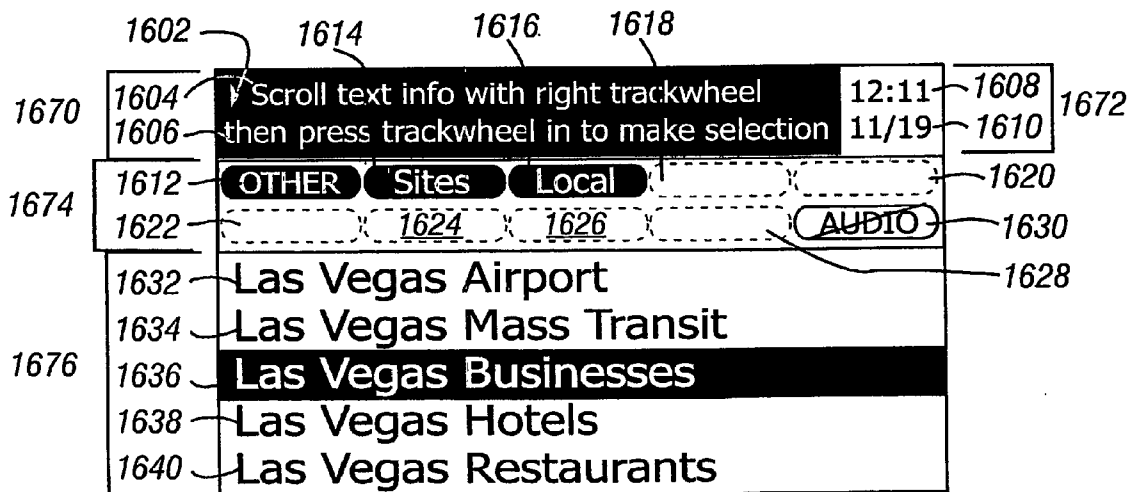 1602 1614 1616 1618
1670 1604 Scroll text info with right trackwheel 12:11 1608 1672
1606 then press trackwheel in to make selection 11/19 1610
1674 1612 OTHER Sites Local 1620
1622 1624 1626 AUDIO 1630
1628
1632 Las Vegas Airport
1634 Las Vegas Mass Transit
1676 1636 Las Vegas Businesses
1638 Las Vegas Hotels
1640 Las Vegas Restaurants